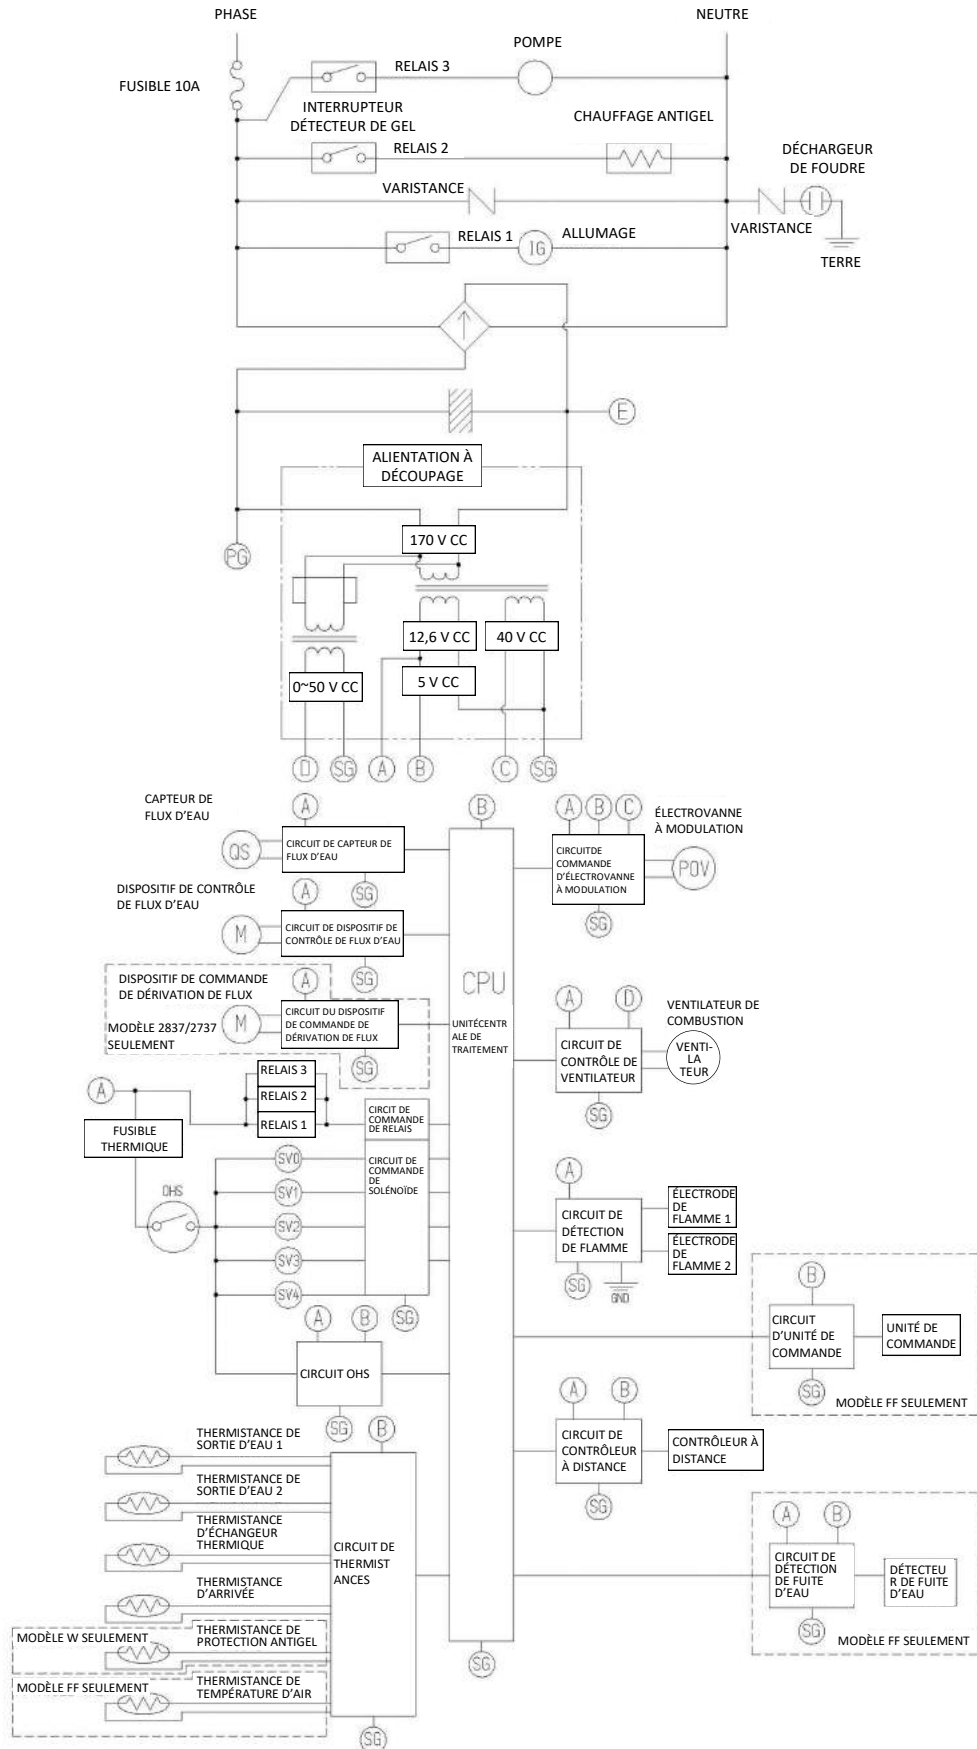 PHASE
NEUTRE
POMPE
RELAIS 3
FUSIBLE 10A
INTERRUPTEUR
DÉTECTEUR DE GEL
CHAUFFAGE ANTIGEL
RELAIS 2
DÉCHARGEUR
DE FOUDRE
VARISTANCE
VARISTANCE
RELAIS 1
ALLUMAGE
IG
TERRE
E
ALIENTATION À
DÉCOUPAGE
PG
170 V CC
12,6 V CC
40 V CC
0~50 V CC
5 V CC
D
SG
A
B
C
SG
CAPTEUR DE
FLUX D'EAU
A
QS
CIRCUIT DE CAPTEUR DE
FLUX D'EAU
SG
B
A
B
C
ÉLECTROVANNE
À MODULATION
CIRCUITDE
COMMANDE
D'ÉLECTROVANNE
À MODULATION
POV
SG
DISPOSITIF DE CONTRÔLE
DE FLUX D'EAU
A
M
CIRCUIT DE DISPOSITIF DE
CONTRÔLE DE FLUX D'EAU
SG
DISPOSITIF DE COMMANDE
DE DÉRIVATION DE FLUX
A
MODÈLE 2837/2737
SEULEMENT
M
CIRCUIT DU DISPOSITIF
DE COMMANDE DE
DÉRIVATION DE FLUX
SG
CPU
UNITÉCENTR
ALE DE
TRAITEMENT
A
D
VENTILATEUR DE
COMBUSTION
CIRCUIT DE
CONTRÔLE DE
VENTILATEUR
VENTI-
LA
TEUR
SG
A
RELAIS 3
RELAIS 2
RELAIS 1
FUSIBLE
THERMIQUE
CIRCIT DE
COMMANDE
DE RELAIS
CIRCUIT DE
COMMANDE
DE
SOLÉNOÏDE
OHS
SV0
SV1
SV2
SV3
SV4
SG
A
CIRCUIT DE
DÉTECTION
DE FLAMME
ÉLECTRODE
DE
FLAMME 1
ÉLECTRODE
DE
FLAMME 2
SG
GND
A
B
CIRCUIT OHS
SG
B
CIRCUIT
D'UNITÉ DE
COMMANDE
UNITÉ DE
COMMANDE
SG
MODÈLE FF SEULEMENT
A
B
CIRCUIT DE
CONTRÔLEUR
À DISTANCE
CONTRÔLEUR À
DISTANCE
SG
B
THERMISTANCE DE
SORTIE D'EAU 1
THERMISTANCE DE
SORTIE D'EAU 2
THERMISTANCE
D'ÉCHANGEUR
THERMIQUE
THERMISTANCE
D'ARRIVÉE
MODÈLE W SEULEMENT
THERMISTANCE DE
PROTECTION ANTIGEL
MODÈLE FF SEULEMENT
THERMISTANCE DE
TEMPÉRATURE D'AIR
CIRCUIT DE
THERMIST
ANCES
SG
SG
A
B
CIRCUIT DE
DÉTECTION
DE FUITE
D'EAU
DÉTECTEU
R DE FUITE
D'EAU
SG
MODÈLE FF SEULEMENT